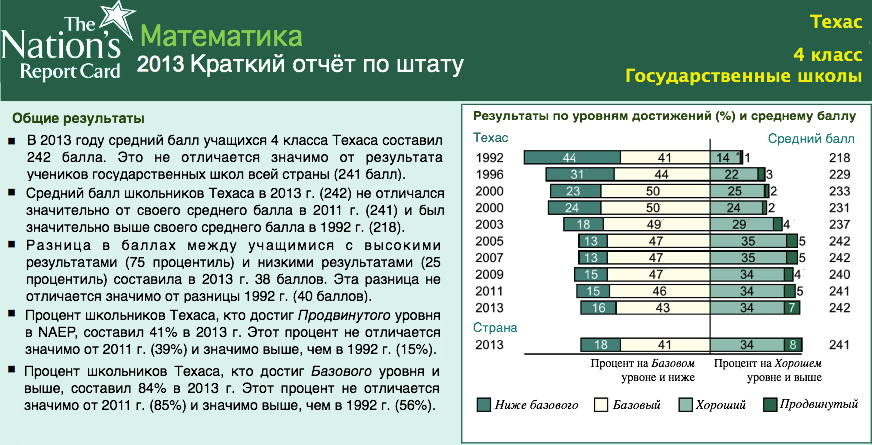 The
Nation's
Report Card
Математика
2013 Краткий отчёт по штату
Техас
4 класс
Государственные школы
Общие результаты
В 2013 году средний балл учащихся 4 класса Техаса составил
242 балла. Это не отличается значимо от результата
учеников государственных школ всей страны (241 балл).
Средний балл школьников Техаса в 2013 г. (242) не отличался
значительно от своего среднего балла в 2011 г. (241) и был
значительно выше своего среднего балла в 1992 г. (218).
Разница в баллах между учащимися с высокими
результатами (75 процентиль) и низкими результатами (25
процентиль) составила в 2013 г. 38 баллов. Эта разница не
отличается значимо от разницы 1992 г. (40 баллов).
Процент школьников Техаса, кто достиг Продвинутого уровня
в NAEP, составил 41% в 2013 г. Этот процент не отличается
значимо от 2011 г. (39%) и значимо выше, чем в 1992 г. (15%).
Процент школьников Техаса, кто достиг Базового уровня и
выше, составил 84% в 2013 г. Этот процент не отличается
значимо от 2011 г. (85%) и значимо выше, чем в 1992 г. (56%).
Результаты по уровням достижений (%) и среднему баллу
Техас Средний балл
1992 44 41 14 1 218
1996 31 44 22 3 229
2000 23 50 25 2 233
2000 24 50 24 2 231
2003 18 49 29 4 237
2005 13 47 35 5 242
2007 13 47 35 5 242
2009 15 47 34 4 240
2011 15 46 34 5 241
2013 16 43 34 7 242
Страна
2013 18 41 34 8 241
Процент на Базовом Процент на Хорошем
урвоне и ниже уровне и выше
Ниже базового Базовый Хороший Продвинутый